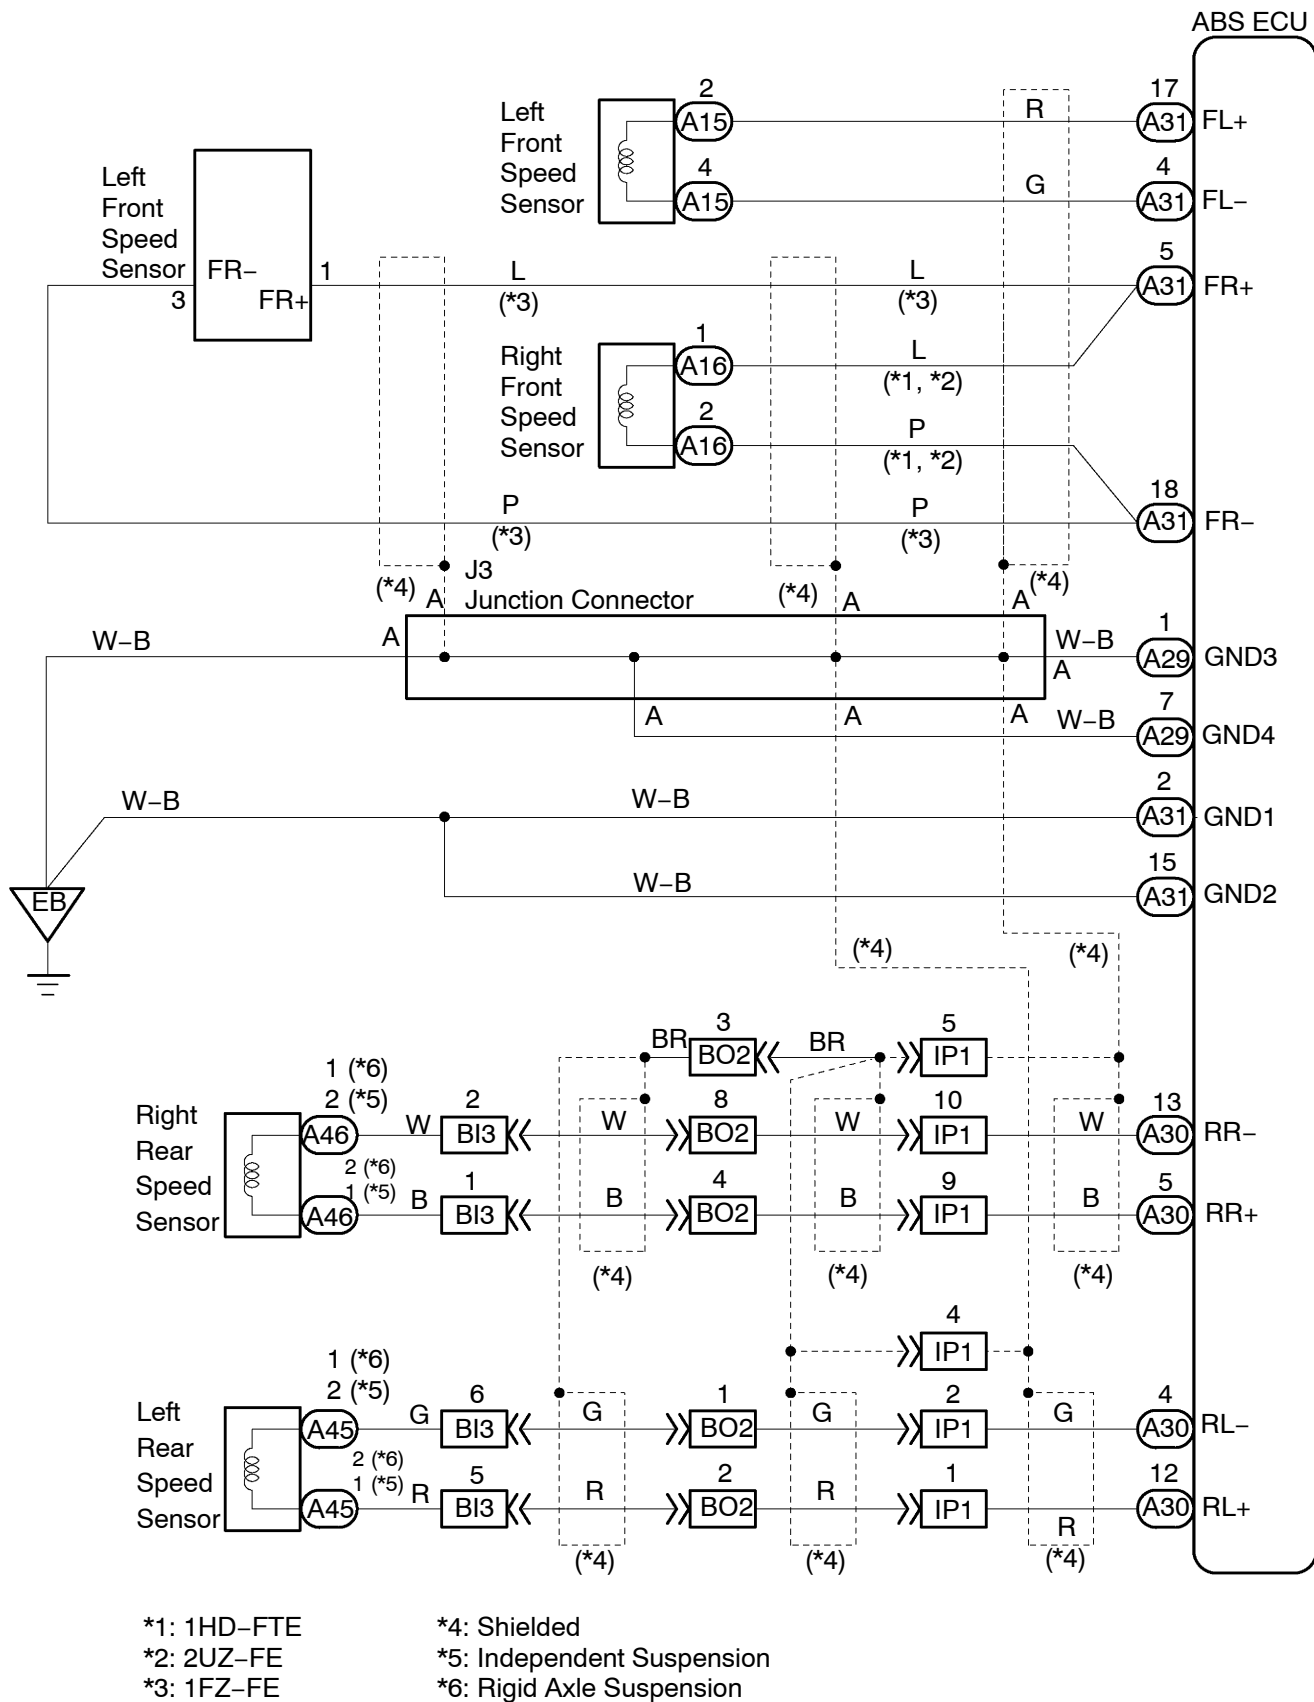 ABS ECU
Left
Front
Speed
Sensor
2
A15
R
17
A31
FL+
4
A15
G
4
A31
FL−
Left
Front
Speed
Sensor
FR−
3
FR+
1
L
(*3)
L
(*3)
5
A31
FR+
Right
Front
Speed
Sensor
1
A16
L
(*1, *2)
2
A16
P
(*1, *2)
P
(*3)
P
(*3)
18
A31
FR−
(*4)
J3
Junction Connector
(*4)
(*4)
A
A
A
W−B
A
W−B
A
1
A29
GND3
A
A
A
W−B
7
A29
GND4
W−B
W−B
2
A31
GND1
W−B
15
A31
GND2
EB
(*4)
(*4)
BR
3
BO2
BR
5
IP1
Right
Rear
Speed
Sensor
1 (*6)
2 (*5)
A46
W
2
BI3
W
8
BO2
W
10
IP1
W
13
A30
RR−
2 (*6)
1 (*5)
A46
B
1
BI3
B
4
BO2
B
9
IP1
B
5
A30
RR+
(*4)
(*4)
(*4)
4
IP1
Left
Rear
Speed
Sensor
1 (*6)
2 (*5)
A45
G
6
BI3
G
1
BO2
G
2
IP1
G
4
A30
RL−
2 (*6)
1 (*5)
A45
R
5
BI3
R
2
BO2
R
1
IP1
R
12
A30
RL+
(*4)
(*4)
(*4)
*1: 1HD−FTE
*2: 2UZ−FE
*3: 1FZ−FE
*4: Shielded
*5: Independent Suspension
*6: Rigid Axle Suspension